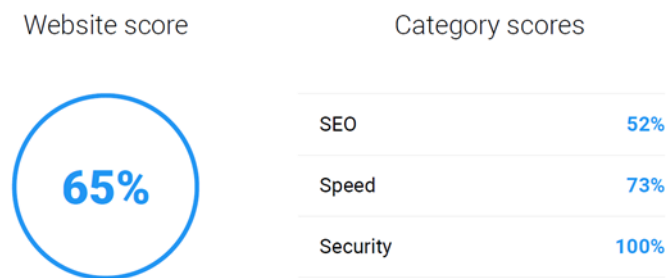 Website score
Category scores
65%
SEO 52%
Speed 73%
Security 100%